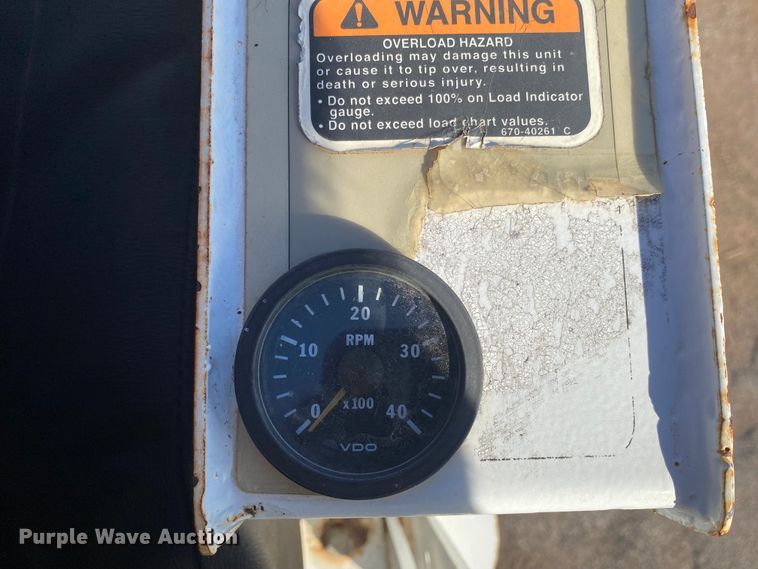 WARNING
OVERLOAD HAZARD
Overloading may damage this unit
or cause it to tip over, resulting in
death or serious injury.
• Do not exceed 100% on Load Indicator
gauge.
• Do not exceed load chart values.
670-40261 C
20
RPM
10
30
0
x100
40
VDO
Purple Wave Auction